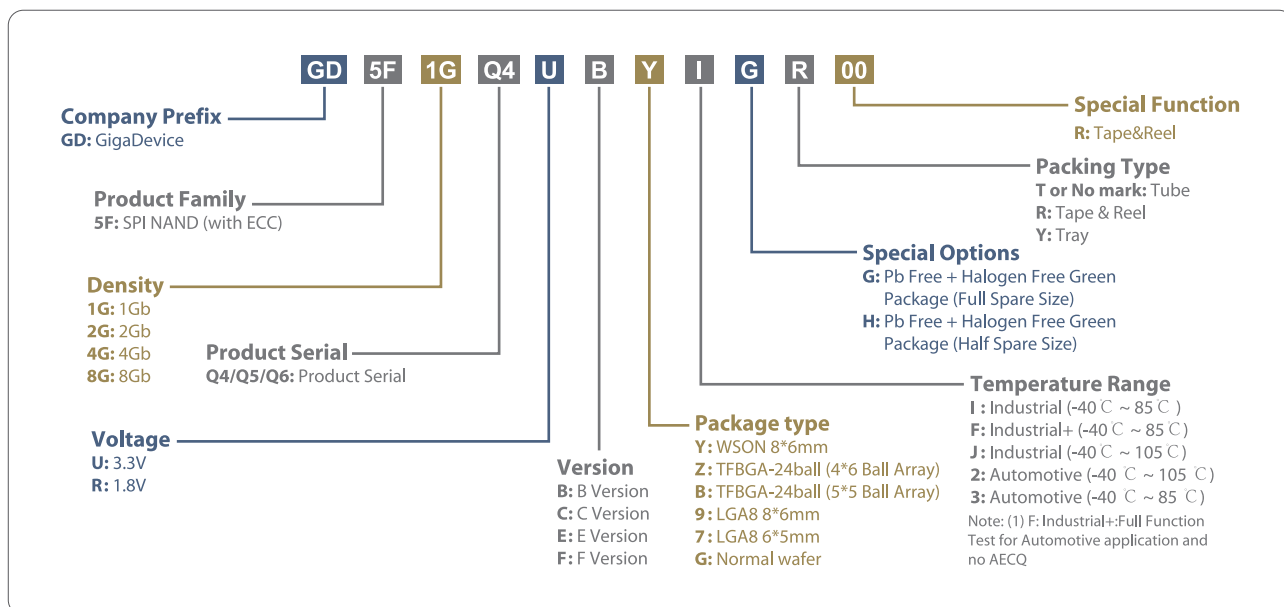 GD 5F 1G Q4 U B Y I G R 00
Company Prefix
GD: GigaDevice
Product Family
5F: SPI NAND (with ECC)
Density
1G: 1Gb
2G: 2Gb
4G: 4Gb
8G: 8Gb
Product Serial
Q4/Q5/Q6: Product Serial
Voltage
U: 3.3V
R: 1.8V
Version
B: B Version
C: C Version
E: E Version
F: F Version
Package type
Y: WSON 8*6mm
Z: TFBGA-24ball (4*6 Ball Array)
B: TFBGA-24ball (5*5 Ball Array)
9: LGA8 8*6mm
7: LGA8 6*5mm
G: Normal wafer
Temperature Range
I : Industrial (-40℃ ~ 85℃)
F: Industrial+ (-40℃ ~ 85℃)
J: Industrial (-40℃ ~ 105℃)
2: Automotive (-40 ℃ ~ 105 ℃)
3: Automotive (-40 ℃ ~ 85 ℃)
Note: (1) F: Industrial+:Full Function
Test for Automotive application and
no AECQ
Special Options
G: Pb Free + Halogen Free Green
Package (Full Spare Size)
H: Pb Free + Halogen Free Green
Package (Half Spare Size)
Packing Type
T or No mark: Tube
R: Tape & Reel
Y: Tray
Special Function
R: Tape&Reel